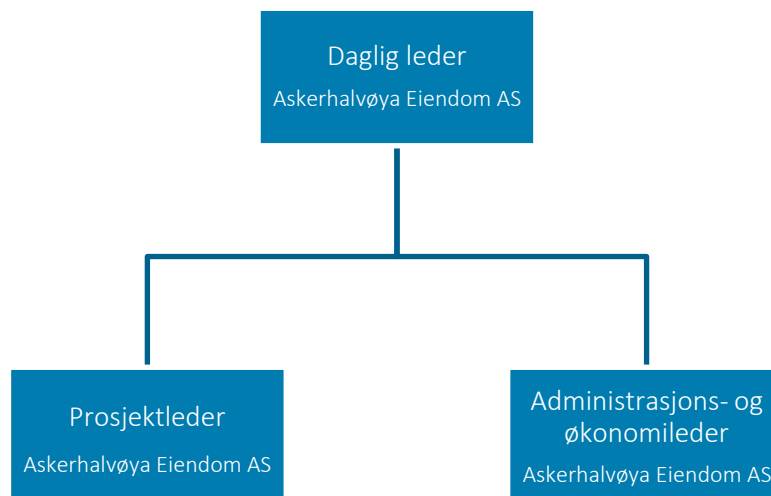 Daglig leder
Askerhalvøya Eiendom AS
Prosjektleder
Askerhalvøya Eiendom AS
Administrasjons- og
økonomileder
Askerhalvøya Eiendom AS